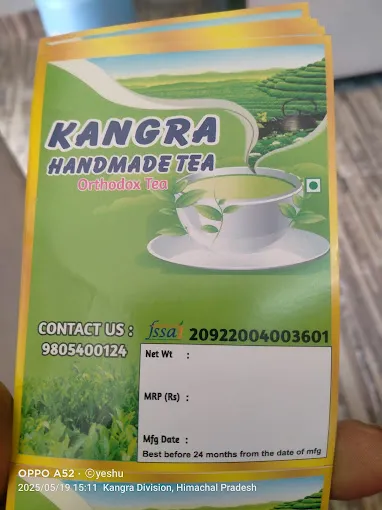 KANGRA
HANDMADE TEA
Orthodox Tea
CONTACT US :
9805400124
fssai 20922004003601
Net Wt :
MRP (Rs) :
Mfg Date :
Best before 24 months from the date of mfg
OPPO A52 · ©yeshu
2025/05/19 15:11 Kangra Division, Himachal Pradesh